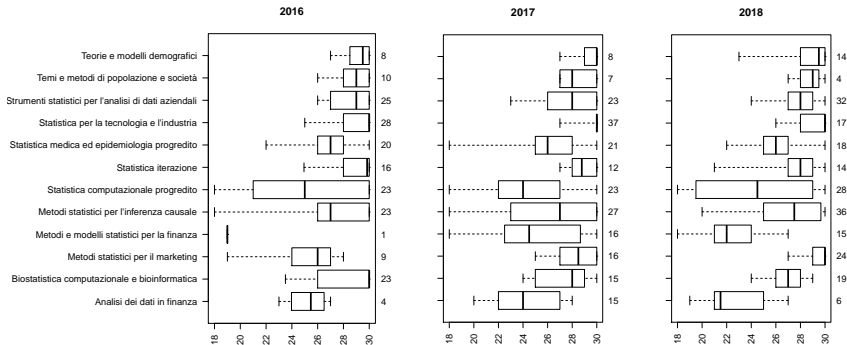 2016
2017
2018
Teorie e modelli demografici 8 8 14
Temi e metodi di popolazione e società 10 7 4
Strumenti statistici per l'analisi di dati aziendali 25 23 32
Statistica per la tecnologia e l'industria 28 37 17
Statistica medica ed epidemiologia progredito 20 21 18
Statistica iterazione 16 12 14
Statistica computazionale progredito 23 23 28
Metodi statistici per l'inferenza causale 23 27 36
Metodi e modelli statistici per la finanza 1 16 15
Metodi statistici per il marketing 9 16 24
Biostatistica computazionale e bioinformatica 23 15 19
Analisi dei dati in finanza 4 15 6
18 20 22 24 26 28 30
18 20 22 24 26 28 30
18 20 22 24 26 28 30